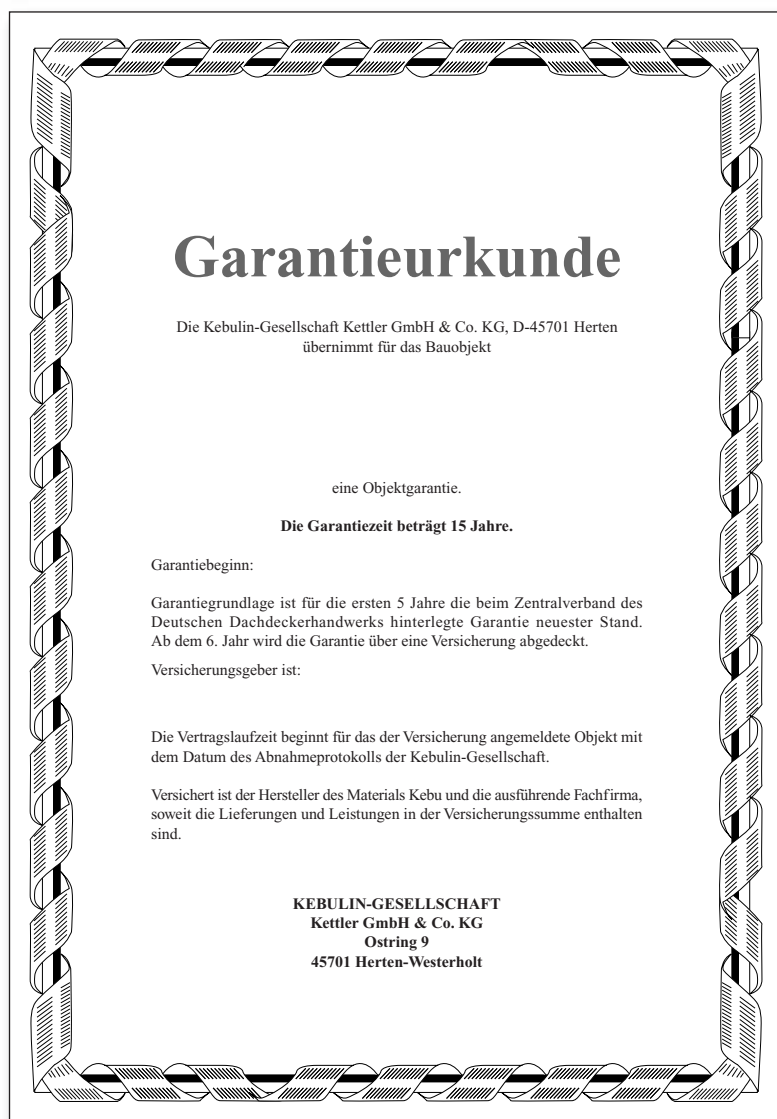 Garantieurkunde
Die Kebulin-Gesellschaft Kettler GmbH & Co. KG, D-45701 Herten
übernimmt für das Bauobjekt
eine Objektgarantie.
Die Garantiezeit beträgt 15 Jahre.
Garantiebeginn:
Garantiegrundlage ist für die ersten 5 Jahre die beim Zentralverband des
Deutschen Dachdeckerhandwerks hinterlegte Garantie neuester Stand.
Ab dem 6. Jahr wird die Garantie über eine Versicherung abgedeckt.
Versicherungsgeber ist:
Die Vertragslaufzeit beginnt für das der Versicherung angemeldete Objekt mit
dem Datum des Abnahmeprotokolls der Kebulin-Gesellschaft.
Versichert ist der Hersteller des Materials Kebu und die ausführende Fachfirma,
soweit die Lieferungen und Leistungen in der Versicherungssumme enthalten
sind.
KEBULIN-GESELLSCHAFT
Kettler GmbH & Co. KG
Ostring 9
45701 Herten-Westerholt